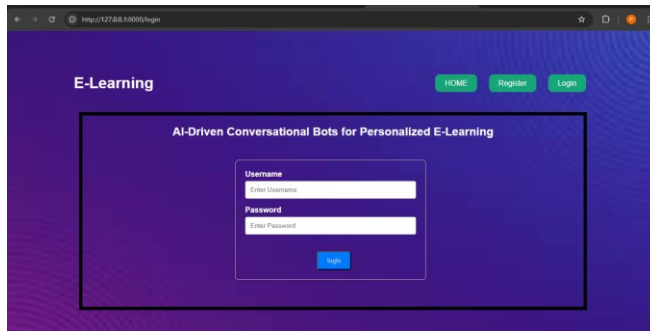 http://127.0.0.1:8000/login
E-Learning
HOME Register Login
AI-Driven Conversational Bots for Personalized E-Learning
Username
Enter Username
Password
Enter Password
login